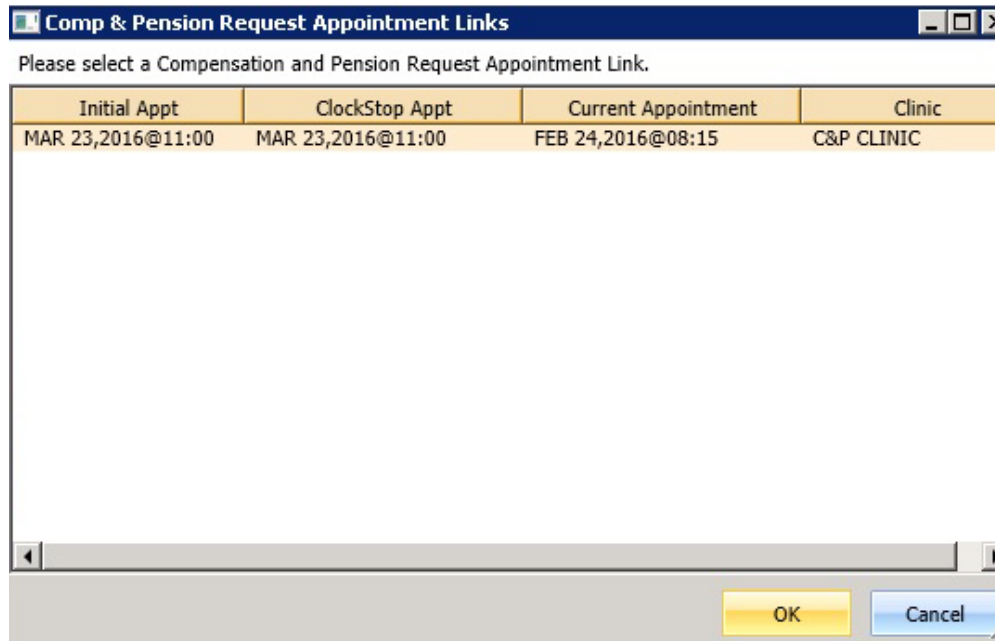 Comp & Pension Request Appointment Links
Please select a Compensation and Pension Request Appointment Link.
Initial Appt ClockStop Appt Current Appointment Clinic
MAR 23,2016@11:00 MAR 23,2016@11:00 FEB 24,2016@08:15 C&P CLINIC
OK Cancel